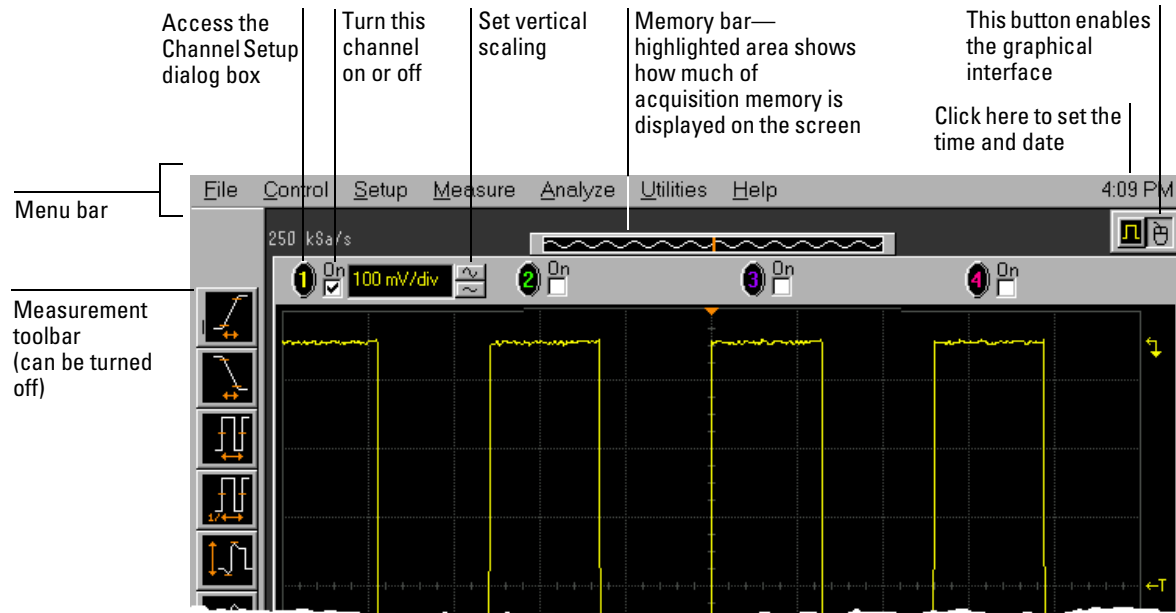 Access the
Channel Setup
dialog box
Turn this
channel
on or off
Set vertical
scaling
Memory bar—
highlighted area shows
how much of
acquisition memory is
displayed on the screen
This button enables
the graphical
interface
Click here to set the
time and date
Menu bar
File Control Setup Measure Analyze Utilities Help 4:09 PM
250 kSa/s
1 On 100 mV/div 2 On 3 On 4 On
Measurement
toolbar
(can be turned
off)
1/
T